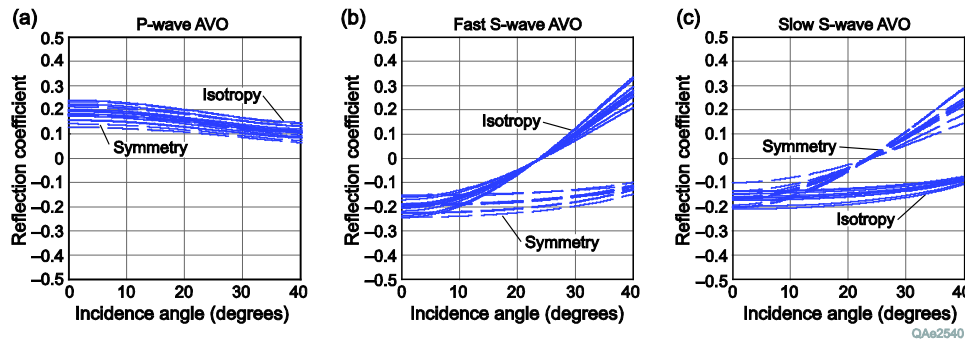 (a) P-wave AVO
Reflection coefficient
0.5
0.4
0.3
0.2
0.1
0
–0.1
–0.2
–0.3
–0.4
–0.5
Isotropy
Symmetry
0 10 20 30 40
Incidence angle (degrees)
(b) Fast S-wave AVO
Reflection coefficient
0.5
0.4
0.3
0.2
0.1
0
–0.1
–0.2
–0.3
–0.4
–0.5
Isotropy
Symmetry
0 10 20 30 40
Incidence angle (degrees)
(c) Slow S-wave AVO
Reflection coefficient
0.5
0.4
0.3
0.2
0.1
0
–0.1
–0.2
–0.3
–0.4
–0.5
Symmetry
Isotropy
0 10 20 30 40
Incidence angle (degrees)
QAe2540